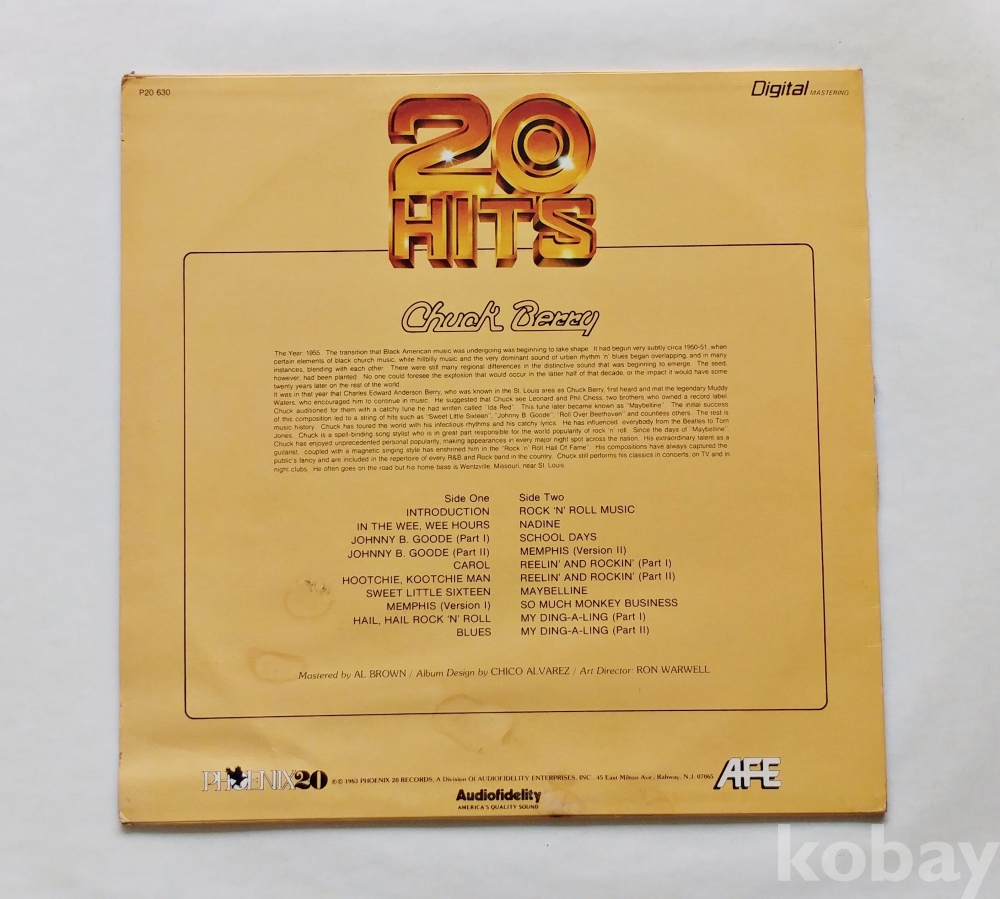 P20 630
Digital MASTERING
20
HITS
Chuck Berry
The Year: 1955. The transition that Black American music was undergoing was beginning to take shape. It had begun very subtly circa 1950-51, when
certain elements of black church music, white hillbilly music and the very dominant sound of urban rhythm 'n' blues began overlapping, and in many
instances, blending with each other. There were still many regional differences in the distinctive sound that was beginning to emerge. The seed,
however, had been planted. No one could foresee the explosion that would occur in the latter half of that decade, or the impact it would have some
twenty years later on the rest of the world.
It was in that year that Charles Edward Anderson Berry, who was known in the St. Louis area as Chuck Berry, first heard and met the legendary Muddy
Waters, who encouraged him to continue in music. He suggested that Chuck see Leonard and Phil Chess, two brothers who owned a record label.
Chuck auditioned for them with a catchy tune he had written called "Ida Red". This tune later became known as "Maybelline". The initial success
of this composition led to a string of hits such as "Sweet Little Sixteen", "Johnny B. Goode", "Roll Over Beethoven" and countless others. The rest is
music history. Chuck has toured the world with his infectious rhythms and his catchy lyrics. He has influenced everybody from the Beatles to Tom
Jones. Chuck is a spell-binding song stylist who is in great part responsible for the world popularity of rock 'n' roll. Since the days of "Maybelline"
Chuck has enjoyed unprecedented personal popularity, making appearances in every major night spot across the nation. His extraordinary talent as a
guitarist, coupled with a magnetic singing style has enshrined him in the "Rock 'n' Roll Hall Of Fame". His compositions have always captured the
public's fancy and are included in the repertoire of every R&B and Rock band in the country. Chuck still performs his classics in concerts, on TV and in
night clubs. He often goes on the road but his home base is Wentzville, Missouri, near St. Louis.
Side One
INTRODUCTION
IN THE WEE, WEE HOURS
JOHNNY B. GOODE (Part I)
JOHNNY B. GOODE (Part II)
CAROL
HOOTCHIE, KOOTCHIE MAN
SWEET LITTLE SIXTEEN
MEMPHIS (Version I)
HAIL, HAIL ROCK 'N' ROLL
BLUES
Side Two
ROCK 'N' ROLL MUSIC
NADINE
SCHOOL DAYS
MEMPHIS (Version II)
REELIN' AND ROCKIN' (Part I)
REELIN' AND ROCKIN' (Part II)
MAYBELLINE
SO MUCH MONKEY BUSINESS
MY DING-A-LING (Part I)
MY DING-A-LING (Part II)
Mastered by AL BROWN / Album Design by CHICO ALVAREZ / Art Director: RON WARWELL
PHOENIX20
©℗ 1983 PHOENIX 20 RECORDS, A Division Of AUDIOFIDELITY ENTERPRISES, INC. 45 East Milton Ave., Rahway, N.J. 07065
AFE
Audiofidelity
AMERICA'S QUALITY SOUND
kobay